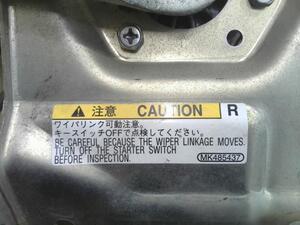 注意 CAUTION R
ワイパリンク可動注意。
キースイッチOFFで点検してください。
BE CAREFUL BECAUSE THE WIPER LINKAGE MOVES.
TURN OFF THE STARTER SWITCH
BEFORE INSPECTION.
MK485437